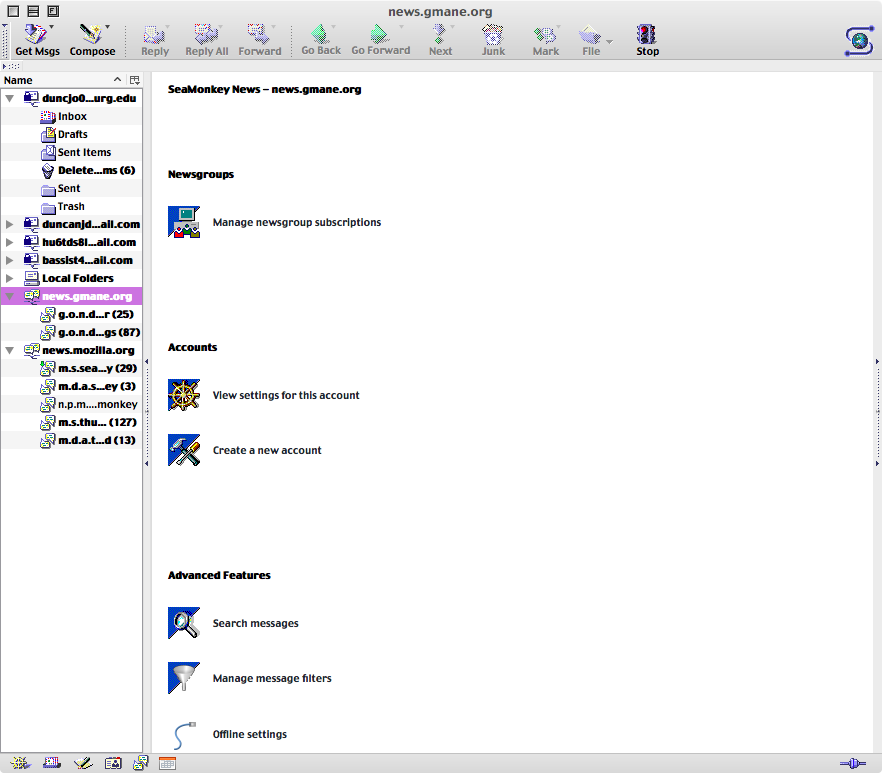 news.gmane.org
Get Msgs Compose Reply Reply All Forward Go Back Go Forward Next Junk Mark File Stop
Name
duncjo0...urg.edu
Inbox
Drafts
Sent Items
Delete...ms (6)
Sent
Trash
duncanjd...ail.com
hu6tds8l...ail.com
bassist4...ail.com
Local Folders
news.gmane.org
g.o.n.d...r (25)
g.o.n.d...gs (87)
news.mozilla.org
m.s.sea...y (29)
m.d.a.s...ey (3)
n.p.m....monkey
m.s.thu... (127)
m.d.a.t...d (13)
SeaMonkey News – news.gmane.org
Newsgroups
Manage newsgroup subscriptions
Accounts
View settings for this account
Create a new account
Advanced Features
Search messages
Manage message filters
Offline settings